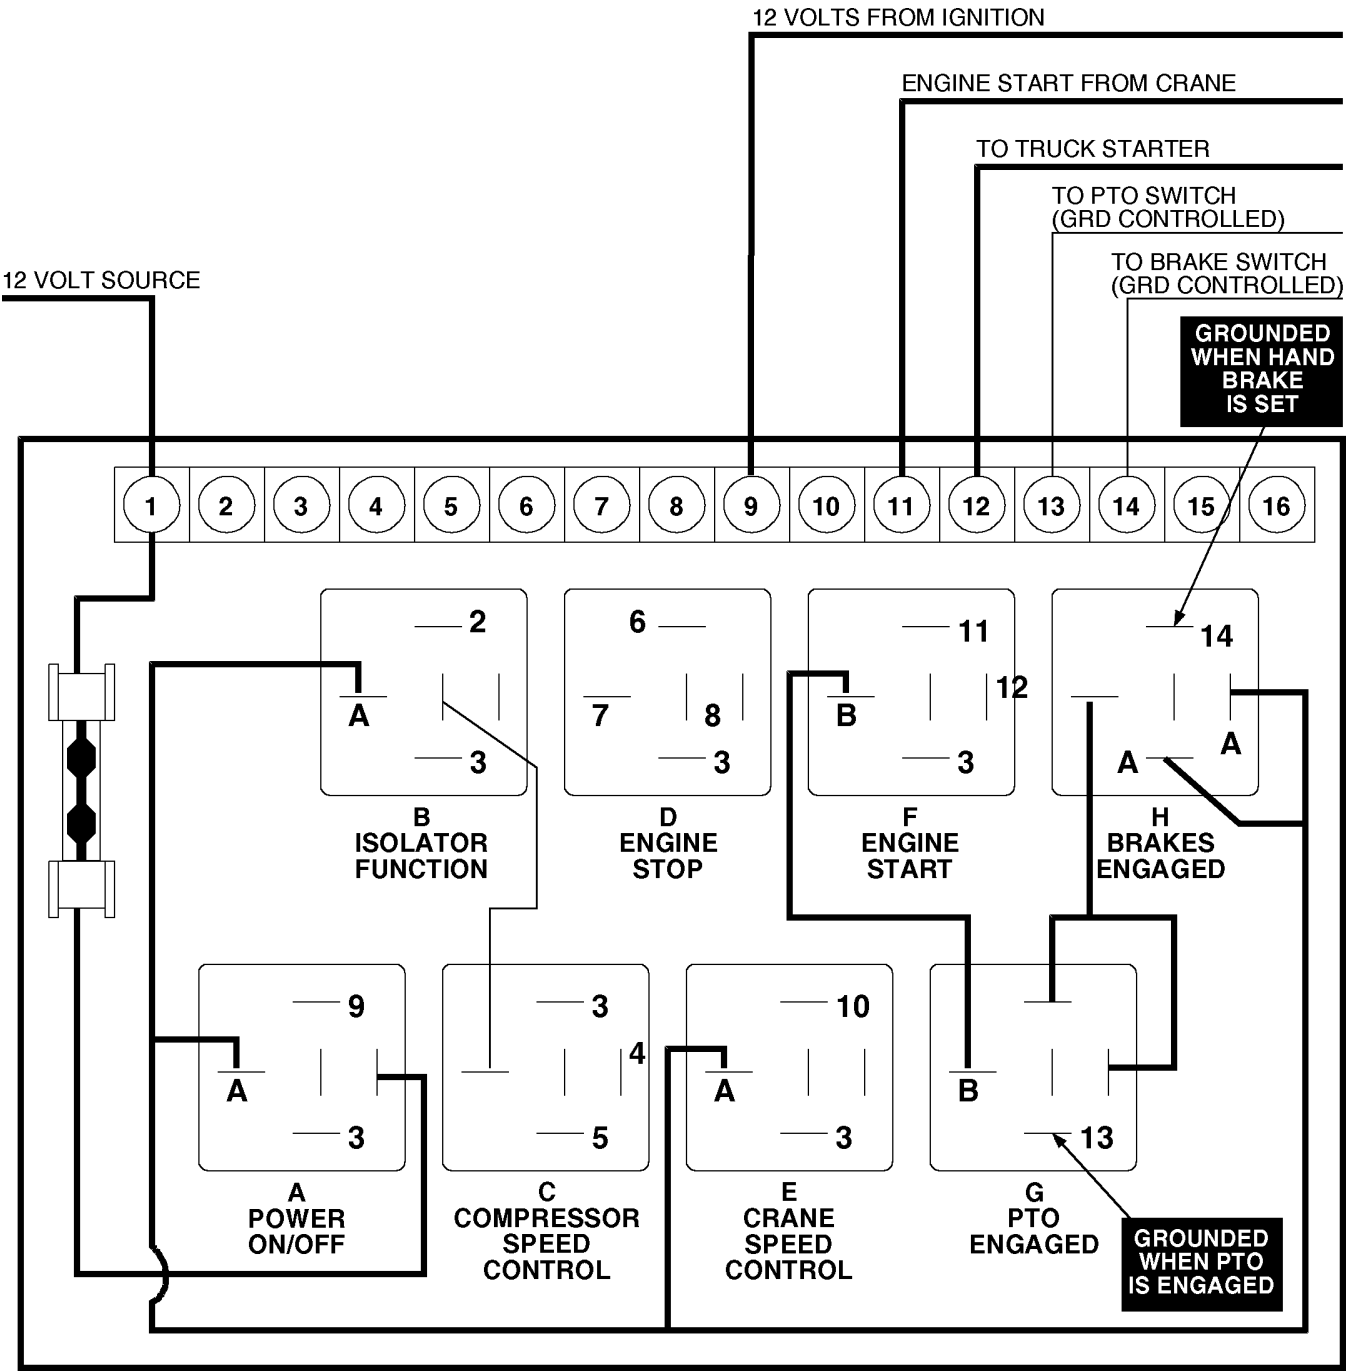 12 VOLTS FROM IGNITION
ENGINE START FROM CRANE
TO TRUCK STARTER
TO PTO SWITCH
(GRD CONTROLLED)
TO BRAKE SWITCH
(GRD CONTROLLED)
12 VOLT SOURCE
GROUNDED
WHEN HAND
BRAKE
IS SET
1 2 3 4 5 6 7 8 9 10 11 12 13 14 15 16
2
A
3
B
ISOLATOR
FUNCTION
6
7
8
3
D
ENGINE
STOP
11
12
B
3
F
ENGINE
START
14
A
A
H
BRAKES
ENGAGED
9
A
3
A
POWER
ON/OFF
3
4
5
C
COMPRESSOR
SPEED
CONTROL
10
A
3
E
CRANE
SPEED
CONTROL
B
13
G
PTO
ENGAGED
GROUNDED
WHEN PTO
IS ENGAGED